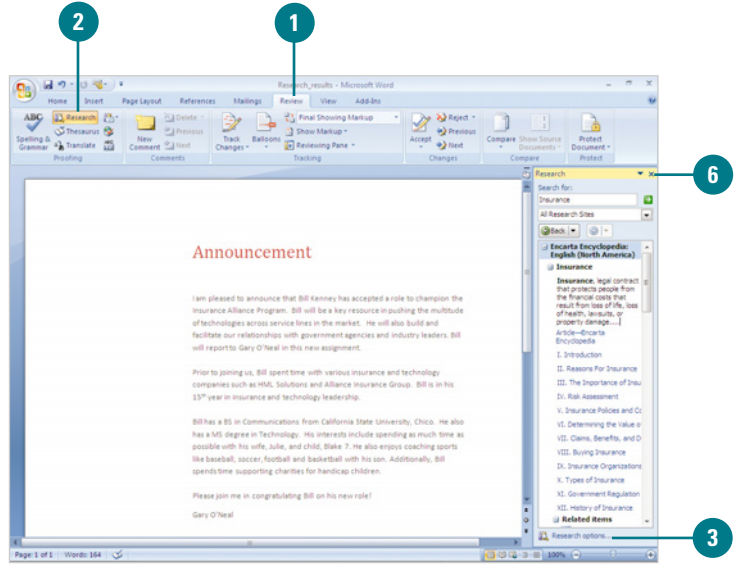 2
1
Research_results - Microsoft Word
Home Insert Page Layout References Mailings Review View Add-Ins
ABC
Spelling & Grammar
Research
Thesaurus
Translate
Proofing
New Comment
Delete
Previous
Next
Comments
Track Changes
Balloons
Final Showing Markup
Show Markup
Reviewing Pane
Tracking
Accept
Reject
Previous
Next
Changes
Compare
Show Source Documents
Compare
Protect Document
Protect
6
Research
Search for:
Insurance
All Research Sites
Back
Encarta Encyclopedia:
English (North America)
Insurance
Insurance, legal contract
that protects people from
the financial costs that
result from loss of life, loss
of health, lawsuits, or
property damage....]
Article—Encarta
Encyclopedia
I. Introduction
II. Reasons For Insurance
III. The Importance of Insu
IV. Risk Assessment
V. Insurance Policies and Co
VI. Determining the Value o
VII. Claims, Benefits, and D
VIII. Buying Insurance
IX. Insurance Organizations
X. Types of Insurance
XI. Government Regulation
XII. History of Insurance
Related items
Research options...
3
Announcement
I am pleased to announce that Bill Kenney has accepted a role to champion the
Insurance Alliance Program. Bill will be a key resource in pushing the multitude
of technologies across service lines in the market. He will also build and
facilitate our relationships with government agencies and industry leaders. Bill
will report to Gary O'Neal in this new assignment.
Prior to joining us, Bill spent time with various insurance and technology
companies such as HML Solutions and Alliance Insurance Group. Bill is in his
15th year in insurance and technology leadership.
Bill has a BS in Communications from California State University, Chico. He also
has a MS degree in Technology. His interests include spending as much time as
possible with his wife, Julie, and child, Blake 7. He also enjoys coaching sports
like baseball, soccer, football and basketball with his son. Additionally, Bill
spends time supporting charities for handicap children.
Please join me in congratulating Bill on his new role!
Gary O'Neal
Page: 1 of 1 Words: 164
100%